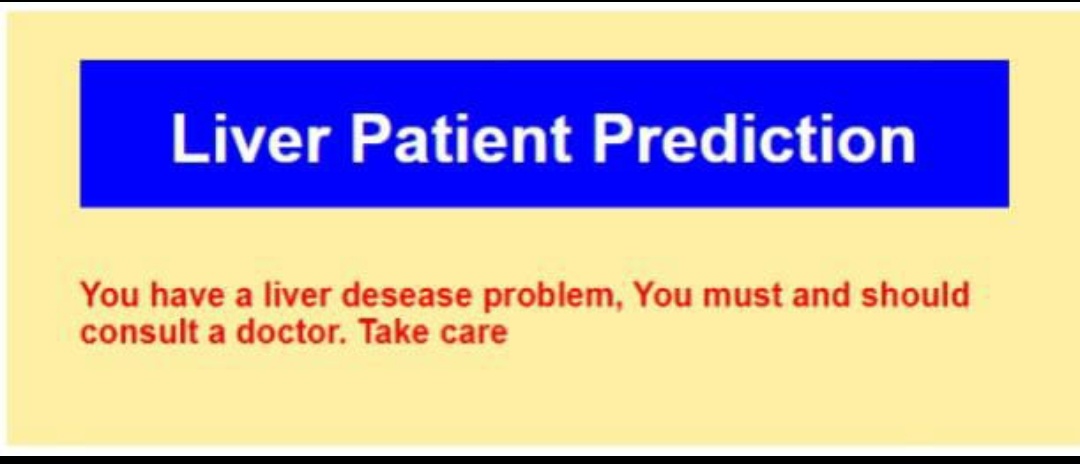 Liver Patient Prediction
You have a liver desease problem, You must and should
consult a doctor. Take care